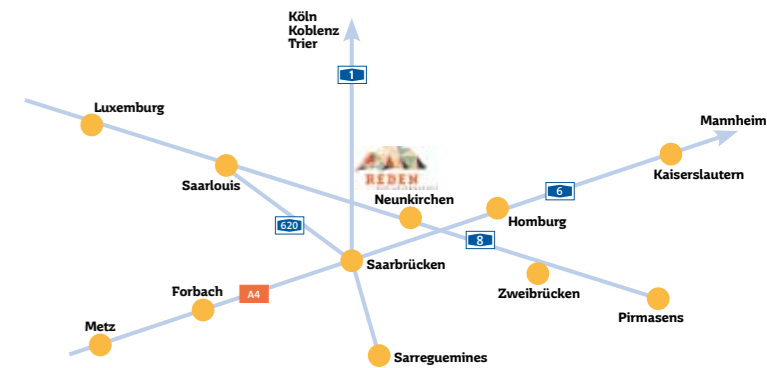 Köln
Koblenz
Trier
1
Luxemburg
Mannheim
REDEN
Kaiserslautern
Saarlouis
Neunkirchen
6
Homburg
620
8
Saarbrücken
Forbach
A4
Zweibrücken
Pirmasens
Metz
Sarreguemines